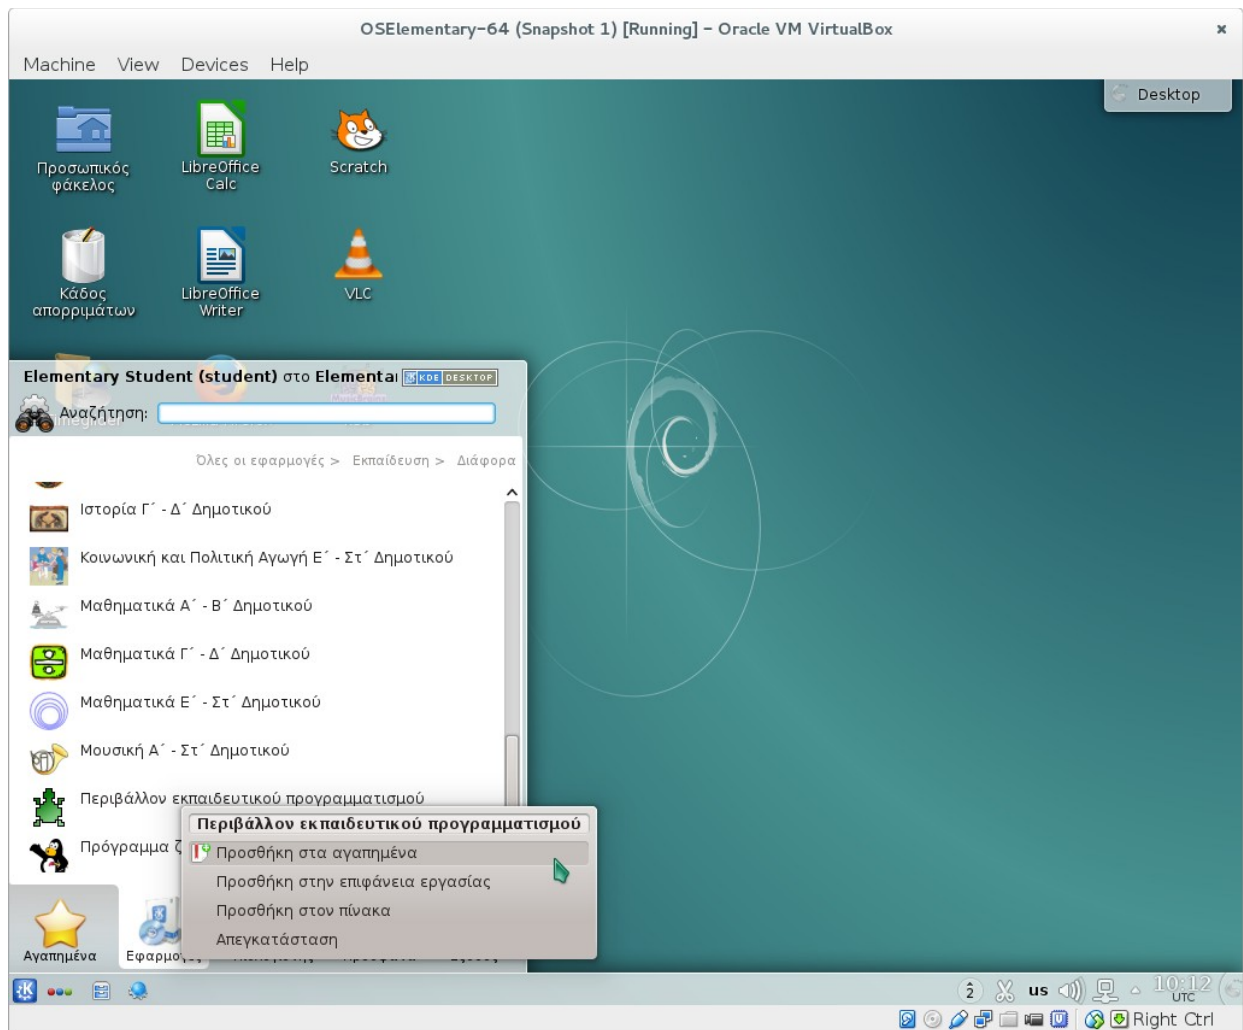 OSElementary-64 (Snapshot 1) [Running] - Oracle VM VirtualBox
Machine View Devices Help
Desktop
Προσωπικός
φάκελος
LibreOffice
Calc
Scratch
Κάδος
απορριμάτων
LibreOffice
Writer
VLC
Elementary Student (student) στο Elementa
KDE DESKTOP
Αναζήτηση:
Όλες οι εφαρμογές > Εκπαίδευση > Διάφορα
Ιστορία Γ΄ - Δ΄ Δημοτικού
Κοινωνική και Πολιτική Αγωγή Ε΄ - Στ΄ Δημοτικού
Μαθηματικά Α΄ - Β΄ Δημοτικού
Μαθηματικά Γ΄ - Δ΄ Δημοτικού
Μαθηματικά Ε΄ - Στ΄ Δημοτικού
Μουσική Α΄ - Στ΄ Δημοτικού
Περιβάλλον εκπαιδευτικού προγραμματισμού
Πρόγραμμα
Περιβάλλον εκπαιδευτικού προγραμματισμού
Προσθήκη στα αγαπημένα
Προσθήκη στην επιφάνεια εργασίας
Προσθήκη στον πίνακα
Απεγκατάσταση
Αγαπημένα
Εφαρμογές
2
us
10:12
UTC
Right Ctrl